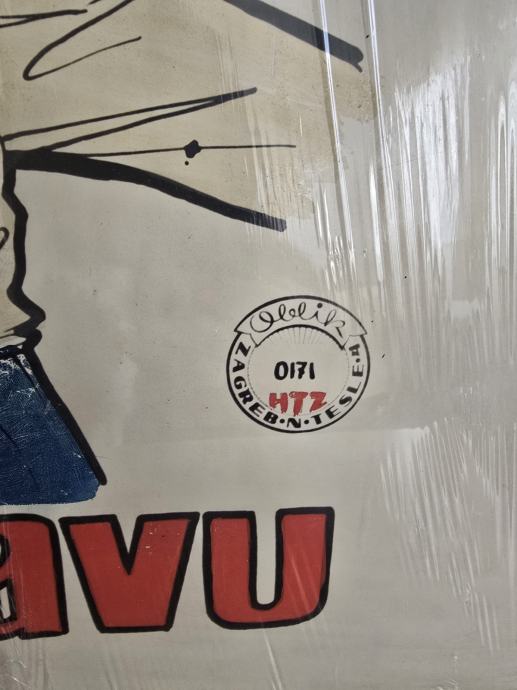 Oblik
0171
HTZ
ZAGREB·N·TESLE·4
avu